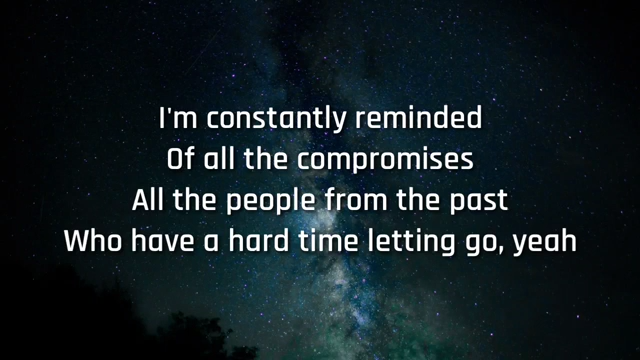 I'm constantly reminded
Of all the compromises
All the people from the past
Who have a hard time letting go, yeah